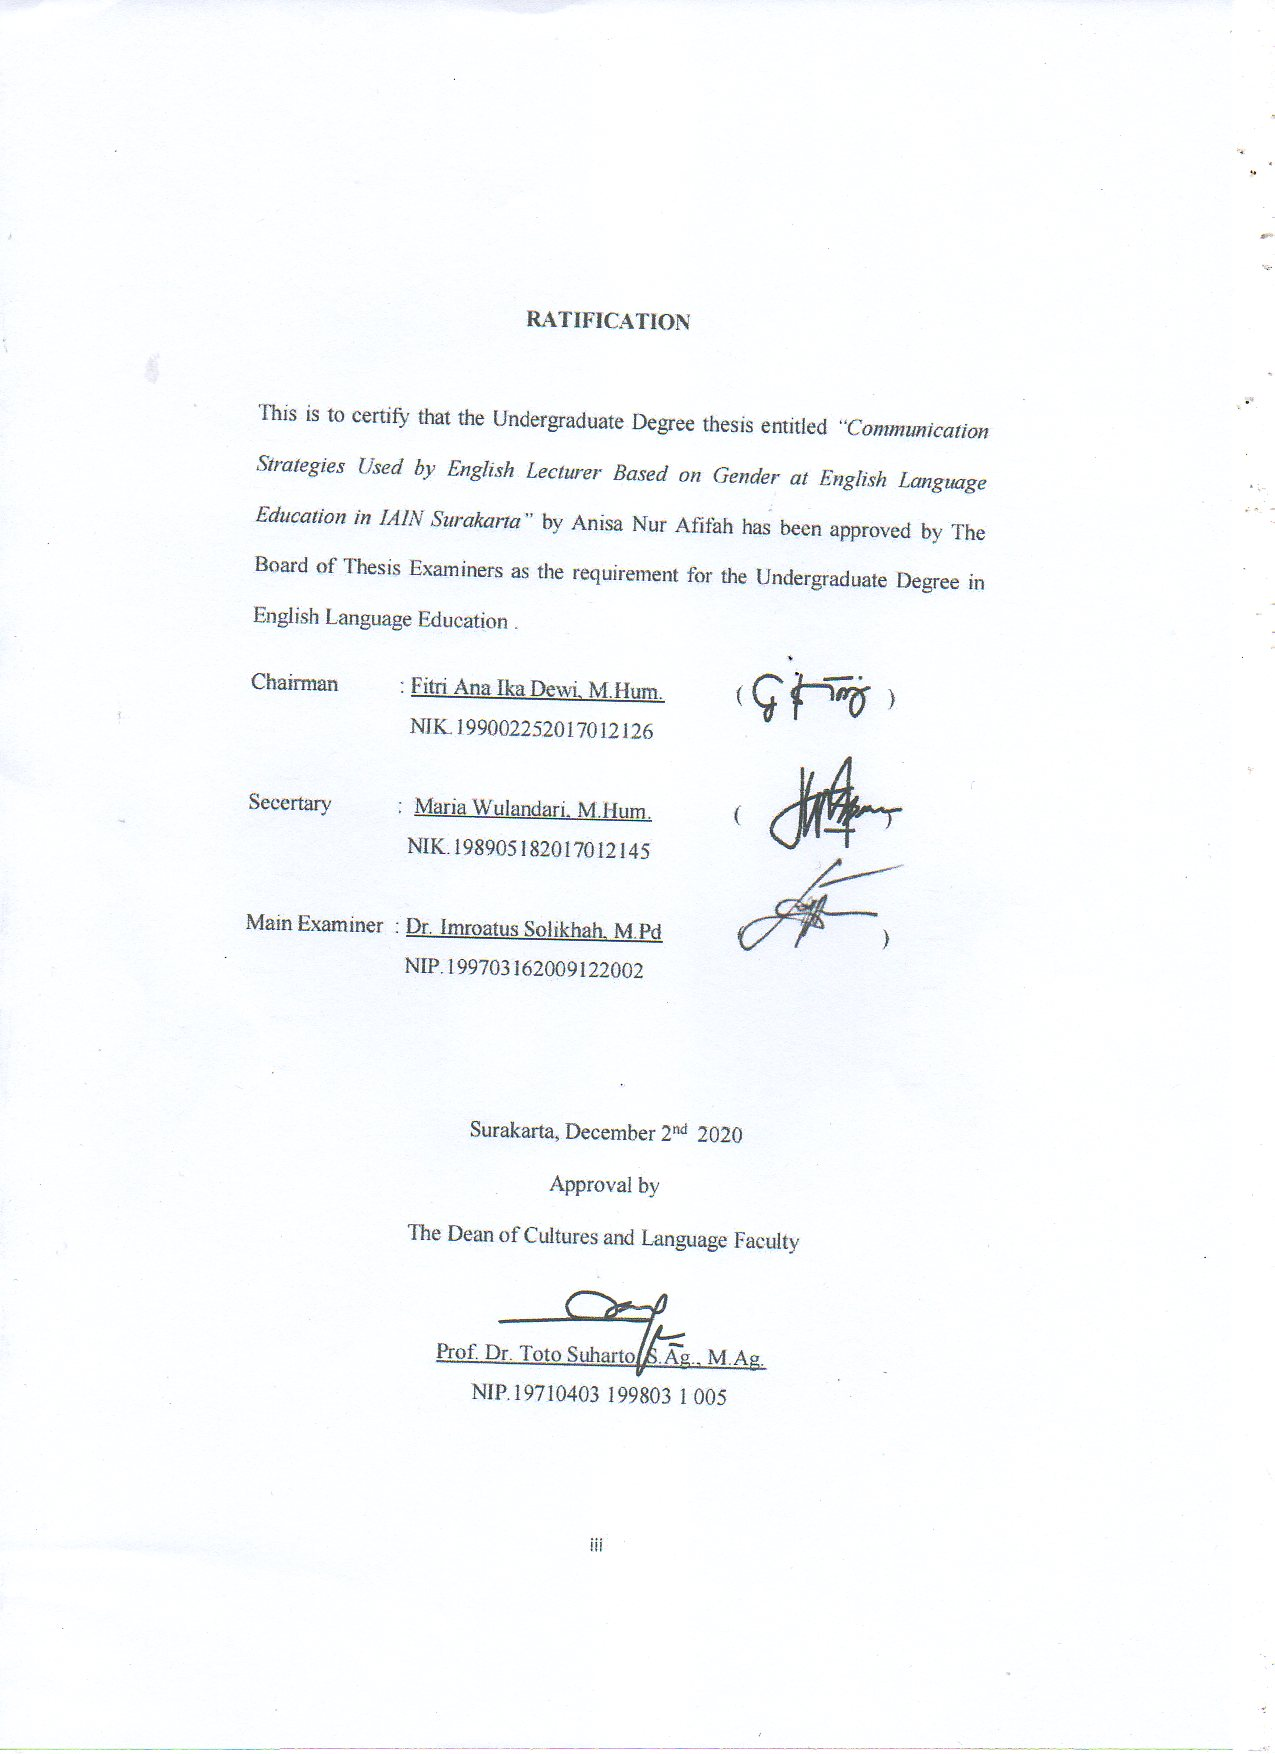 RATIFICATION
This is to certify that the Undergraduate Degree thesis entitled “Communication
Strategies Used by English Lecturer Based on Gender at English Language
Education in IAIN Surakarta” by Anisa Nur Afifah has been approved by The
Board of Thesis Examiners as the requirement for the Undergraduate Degree in
English Language Education .
Chairman : Fitri Ana Ika Dewi, M.Hum. ( )
NIK.199002252017012126
Secertary : Maria Wulandari, M.Hum. ( )
NIK.198905182017012145
Main Examiner : Dr. Imroatus Solikhah, M.Pd ( )
NIP.199703162009122002
Surakarta, December 2nd 2020
Approval by
The Dean of Cultures and Language Faculty
Prof. Dr. Toto Suharto, S.Ag., M.Ag.
NIP.19710403 199803 1 005
iii